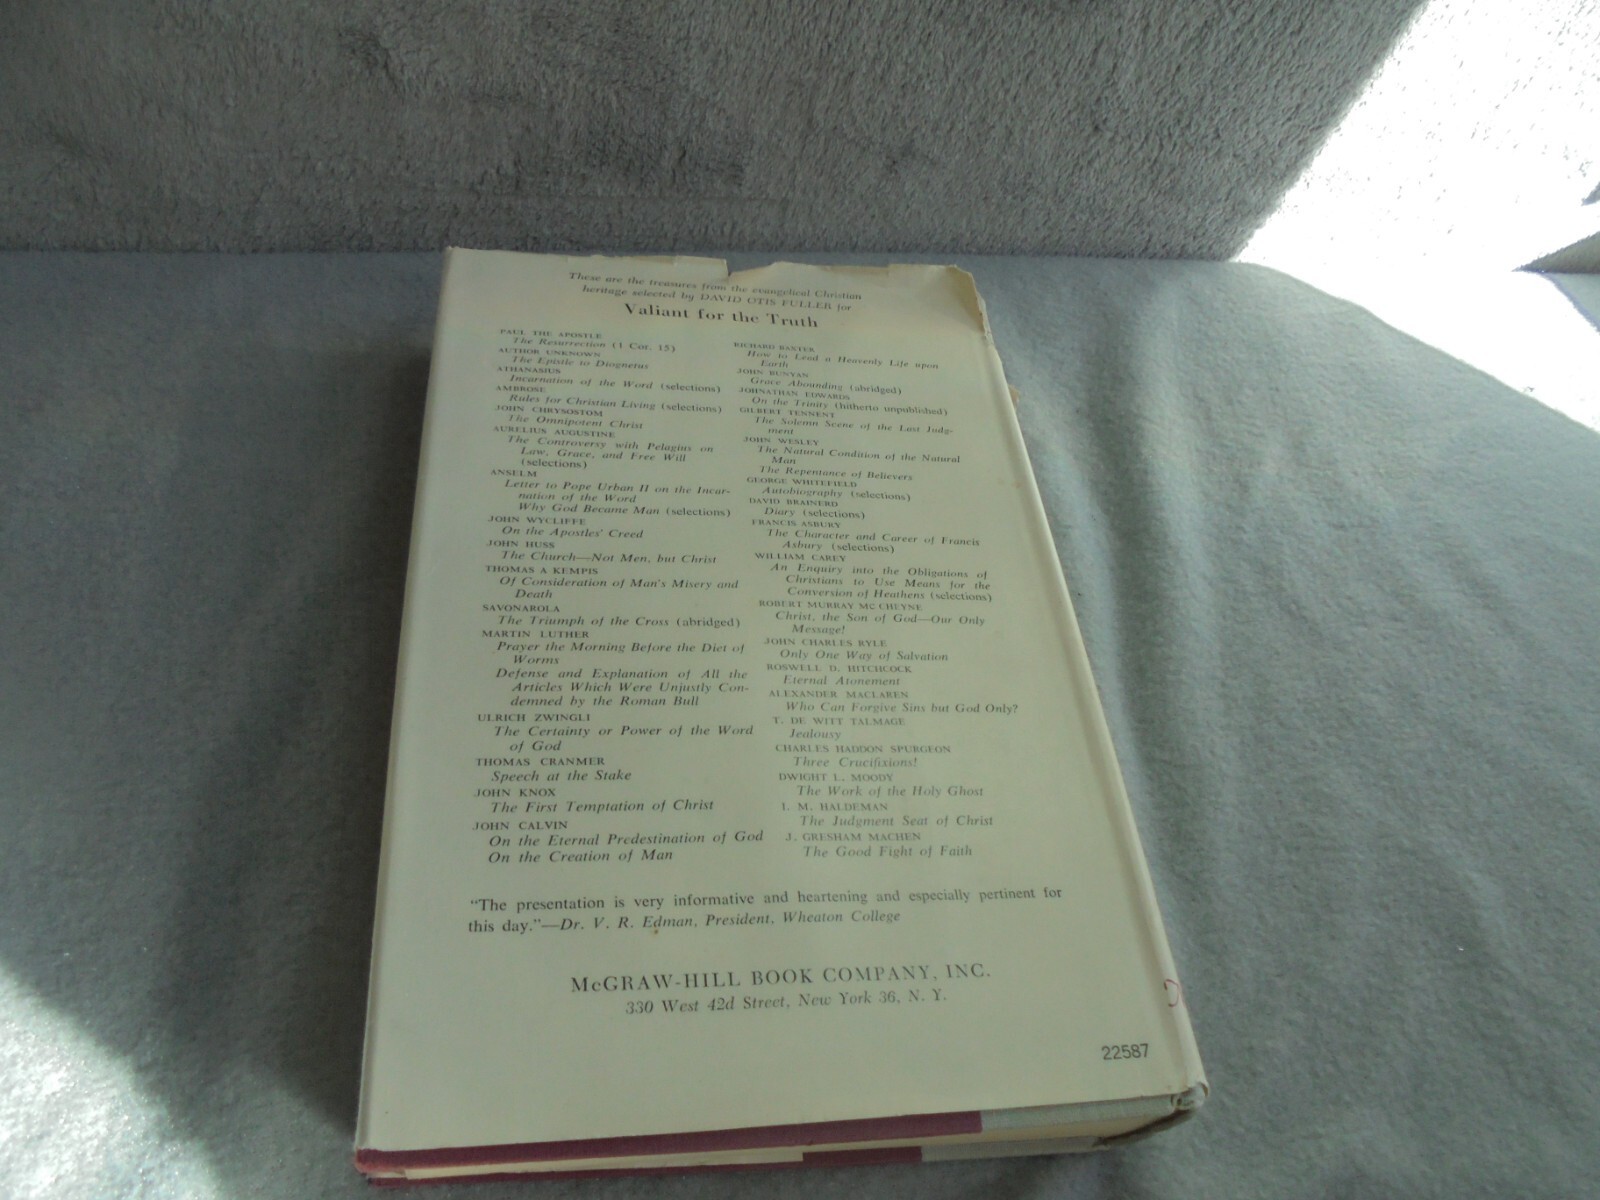 These are the treasures from the evangelical Christian
heritage selected by DAVID OTIS FULLER for
Valiant for the Truth
PAUL THE APOSTLE
The Resurrection (1 Cor. 15)
AUTHOR UNKNOWN
The Epistle to Diognetus
ATHANASIUS
Incarnation of the Word (selections)
AMBROSE
Rules for Christian Living (selections)
JOHN CHRYSOSTOM
The Omnipotent Christ
AURELIUS AUGUSTINE
The Controversy with Pelagius on
Law, Grace, and Free Will
(selections)
ANSELM
Letter to Pope Urban II on the Incar-
nation of the Word
Why God Became Man (selections)
JOHN WYCLIFFE
On the Apostles' Creed
JOHN HUSS
The Church—Not Men, but Christ
THOMAS A KEMPIS
Of Consideration of Man's Misery and
Death
SAVONAROLA
The Triumph of the Cross (abridged)
MARTIN LUTHER
Prayer the Morning Before the Diet of
Worms
Defense and Explanation of All the
Articles Which Were Unjustly Con-
demned by the Roman Bull
ULRICH ZWINGLI
The Certainty or Power of the Word
of God
THOMAS CRANMER
Speech at the Stake
JOHN KNOX
The First Temptation of Christ
JOHN CALVIN
On the Eternal Predestination of God
On the Creation of Man
RICHARD BAXTER
How to Lead a Heavenly Life upon
Earth
JOHN BUNYAN
Grace Abounding (abridged)
JOHNATHAN EDWARDS
On the Trinity (hitherto unpublished)
GILBERT TENNENT
The Solemn Scene of the Last Judg-
ment
JOHN WESLEY
The Natural Condition of the Natural
Man
The Repentance of Believers
GEORGE WHITEFIELD
Autobiography (selections)
DAVID BRAINERD
Diary (selections)
FRANCIS ASBURY
The Character and Career of Francis
Asbury (selections)
WILLIAM CAREY
An Enquiry into the Obligations of
Christians to Use Means for the
Conversion of Heathens (selections)
ROBERT MURRAY MC CHEYNE
Christ, the Son of God—Our Only
Message!
JOHN CHARLES RYLE
Only One Way of Salvation
ROSWELL D. HITCHCOCK
Eternal Atonement
ALEXANDER MACLAREN
Who Can Forgive Sins but God Only?
T. DE WITT TALMAGE
Jealousy
CHARLES HADDON SPURGEON
Three Crucifixions!
DWIGHT L. MOODY
The Work of the Holy Ghost
I. M. HALDEMAN
The Judgment Seat of Christ
J. GRESHAM MACHEN
The Good Fight of Faith
"The presentation is very informative and heartening and especially pertinent for
this day."—Dr. V. R. Edman, President, Wheaton College
McGRAW-HILL BOOK COMPANY, INC.
330 West 42d Street, New York 36, N. Y.
22587